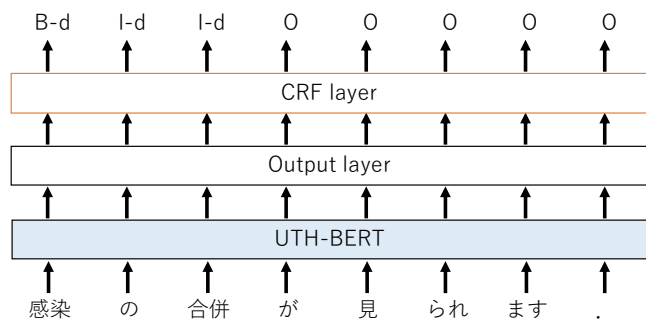 B-d I-d I-d O O O O O
CRF layer
Output layer
UTH-BERT
感染 の 合併 が 見 られ ます .